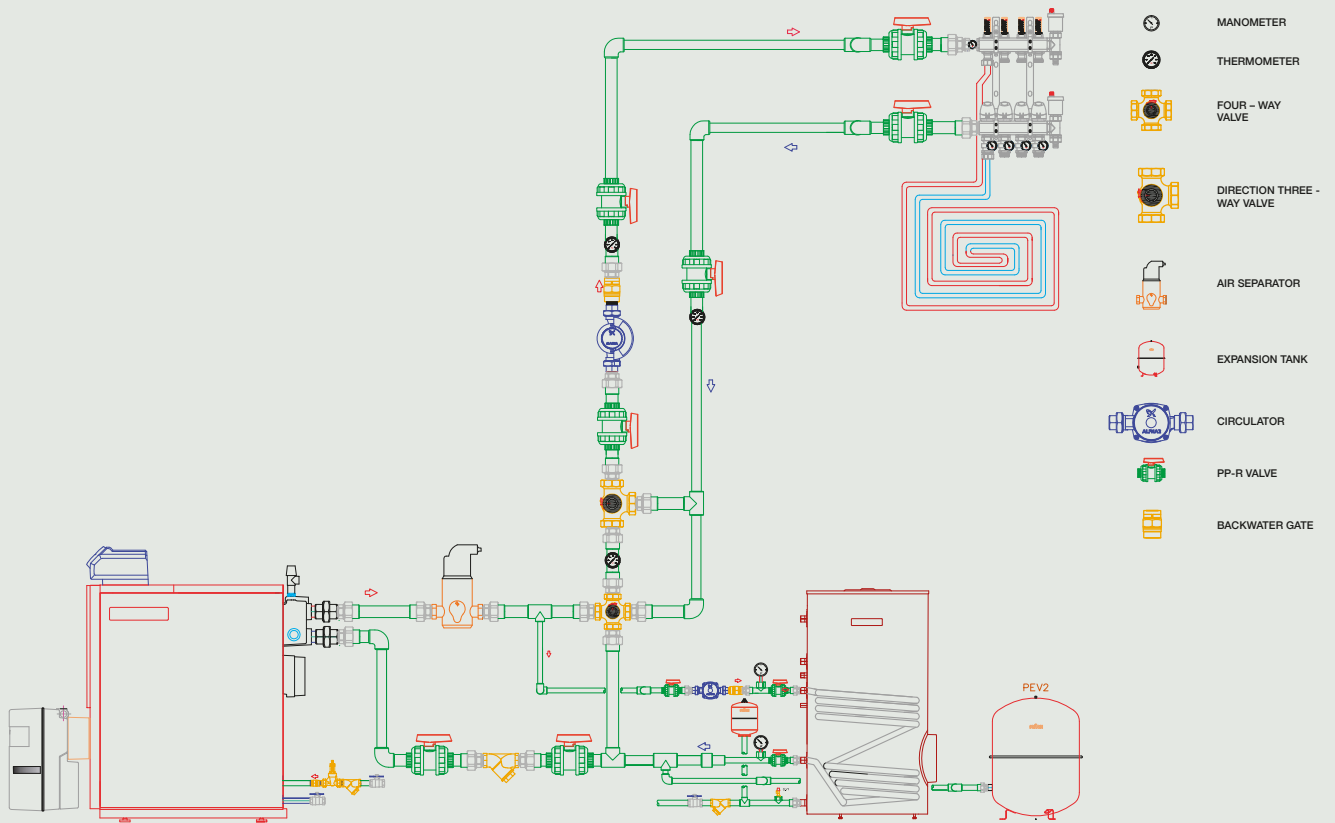 MANOMETER
THERMOMETER
FOUR – WAY
VALVE
DIRECTION THREE -
WAY VALVE
AIR SEPARATOR
EXPANSION TANK
ALPHA2
CIRCULATOR
PP-R VALVE
BACKWATER GATE
PEV2